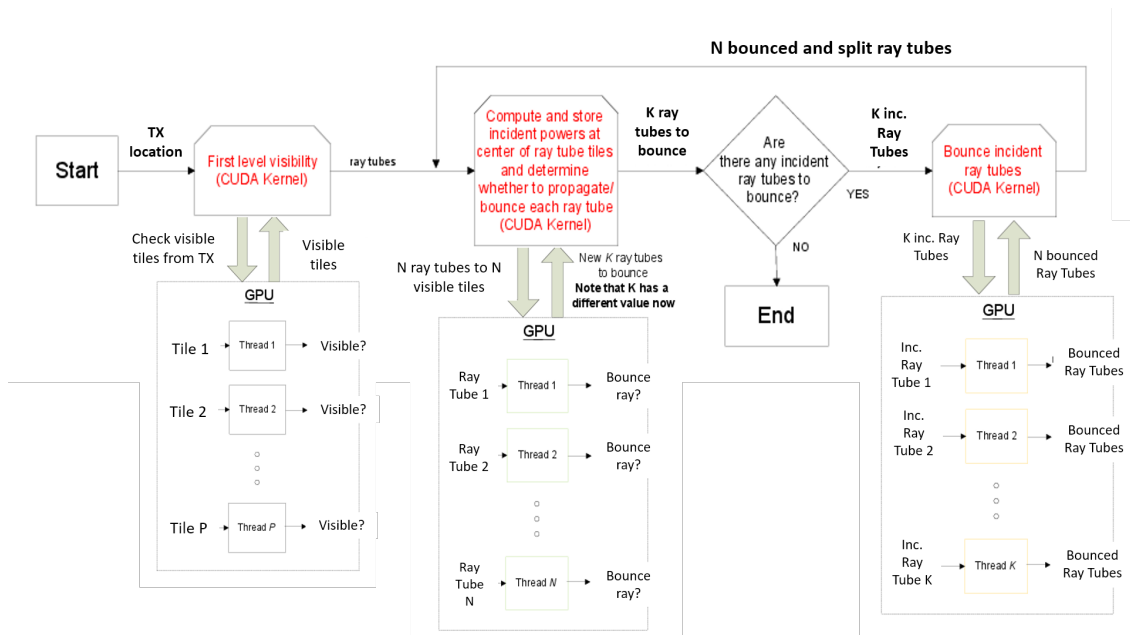 N bounced and split ray tubes
Start
TX
location
First level visibility
(CUDA Kernel)
ray tubes
Compute and store
incident powers at
center of ray tube tiles
and determine
whether to propagate/
bounce each ray tube
(CUDA Kernel)
K ray
tubes to
bounce
Are
there any incident
ray tubes to
bounce?
YES
NO
End
K inc.
Ray
Tubes
Bounce incident
ray tubes
(CUDA Kernel)
Check visible
tiles from TX
Visible
tiles
GPU
Tile 1
Thread 1
Visible?
Tile 2
Thread 2
Visible?
Tile P
Thread P
Visible?
N ray tubes to N
visible tiles
New K ray tubes
to bounce
Note that K has a
different value now
GPU
Ray
Tube 1
Thread 1
Bounce
ray?
Ray
Tube 2
Thread 2
Bounce
ray?
Ray
Tube
N
Thread N
Bounce
ray?
K inc. Ray
Tubes
N bounced
Ray Tubes
GPU
Inc.
Ray
Tube 1
Thread 1
Bounced
Ray Tubes
Inc.
Ray
Tube 2
Thread 2
Bounced
Ray Tubes
Inc.
Ray
Tube K
Thread K
Bounced
Ray Tubes